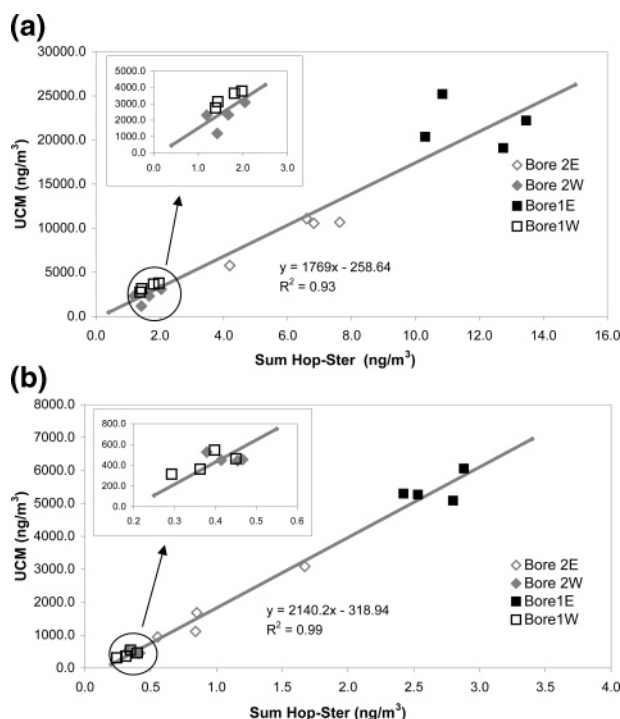 (a)
30000.0
25000.0
20000.0
15000.0
10000.0
5000.0
0.0
UCM (ng/m³)
5000.0
4000.0
3000.0
2000.0
1000.0
0.0
0.0 1.0 2.0 3.0
Bore 2E
Bore 2W
Bore1E
Bore1W
y = 1769x - 258.64
R² = 0.93
0.0 2.0 4.0 6.0 8.0 10.0 12.0 14.0 16.0
Sum Hop-Ster (ng/m³)
(b)
8000.0
7000.0
6000.0
5000.0
4000.0
3000.0
2000.0
1000.0
0.0
UCM (ng/m³)
800.0
600.0
400.0
200.0
0.0
0.2 0.3 0.4 0.5 0.6
Bore 2E
Bore 2W
Bore1E
Bore1W
y = 2140.2x - 318.94
R² = 0.99
0.0 0.5 1.0 1.5 2.0 2.5 3.0 3.5 4.0
Sum Hop-Ster (ng/m³)